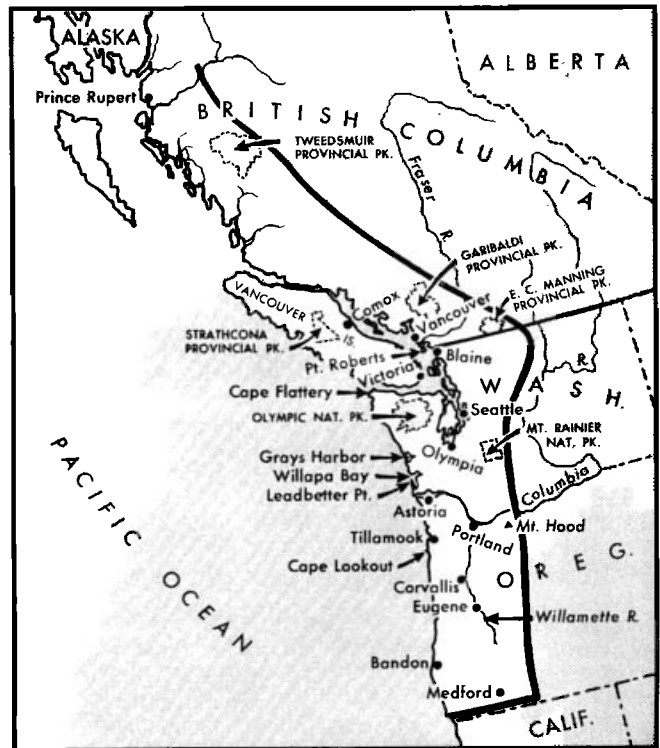 ALASKA
ALBERTA
Prince Rupert
BRITISH
COLUMBIA
TWEEDSMUIR
PROVINCIAL PK.
Fraser R.
GARIBALDI
PROVINCIAL PK.
E. C. MANNING
PROVINCIAL PK.
VANCOUVER
IS.
Comox
Vancouver
STRATHCONA
PROVINCIAL PK.
Pt. Roberts
Blaine
Victoria
R.
Cape Flattery
WASH.
Seattle
OLYMPIC NAT. PK.
MT. RAINIER
NAT. PK.
Olympia
Grays Harbor
Willapa Bay
Leadbetter Pt.
Columbia
Astoria
PACIFIC
OCEAN
Portland
Mt. Hood
Tillamook
OREG.
Cape Lookout
Corvallis
Eugene
Willamette R.
Bandon
Medford
CALIF.